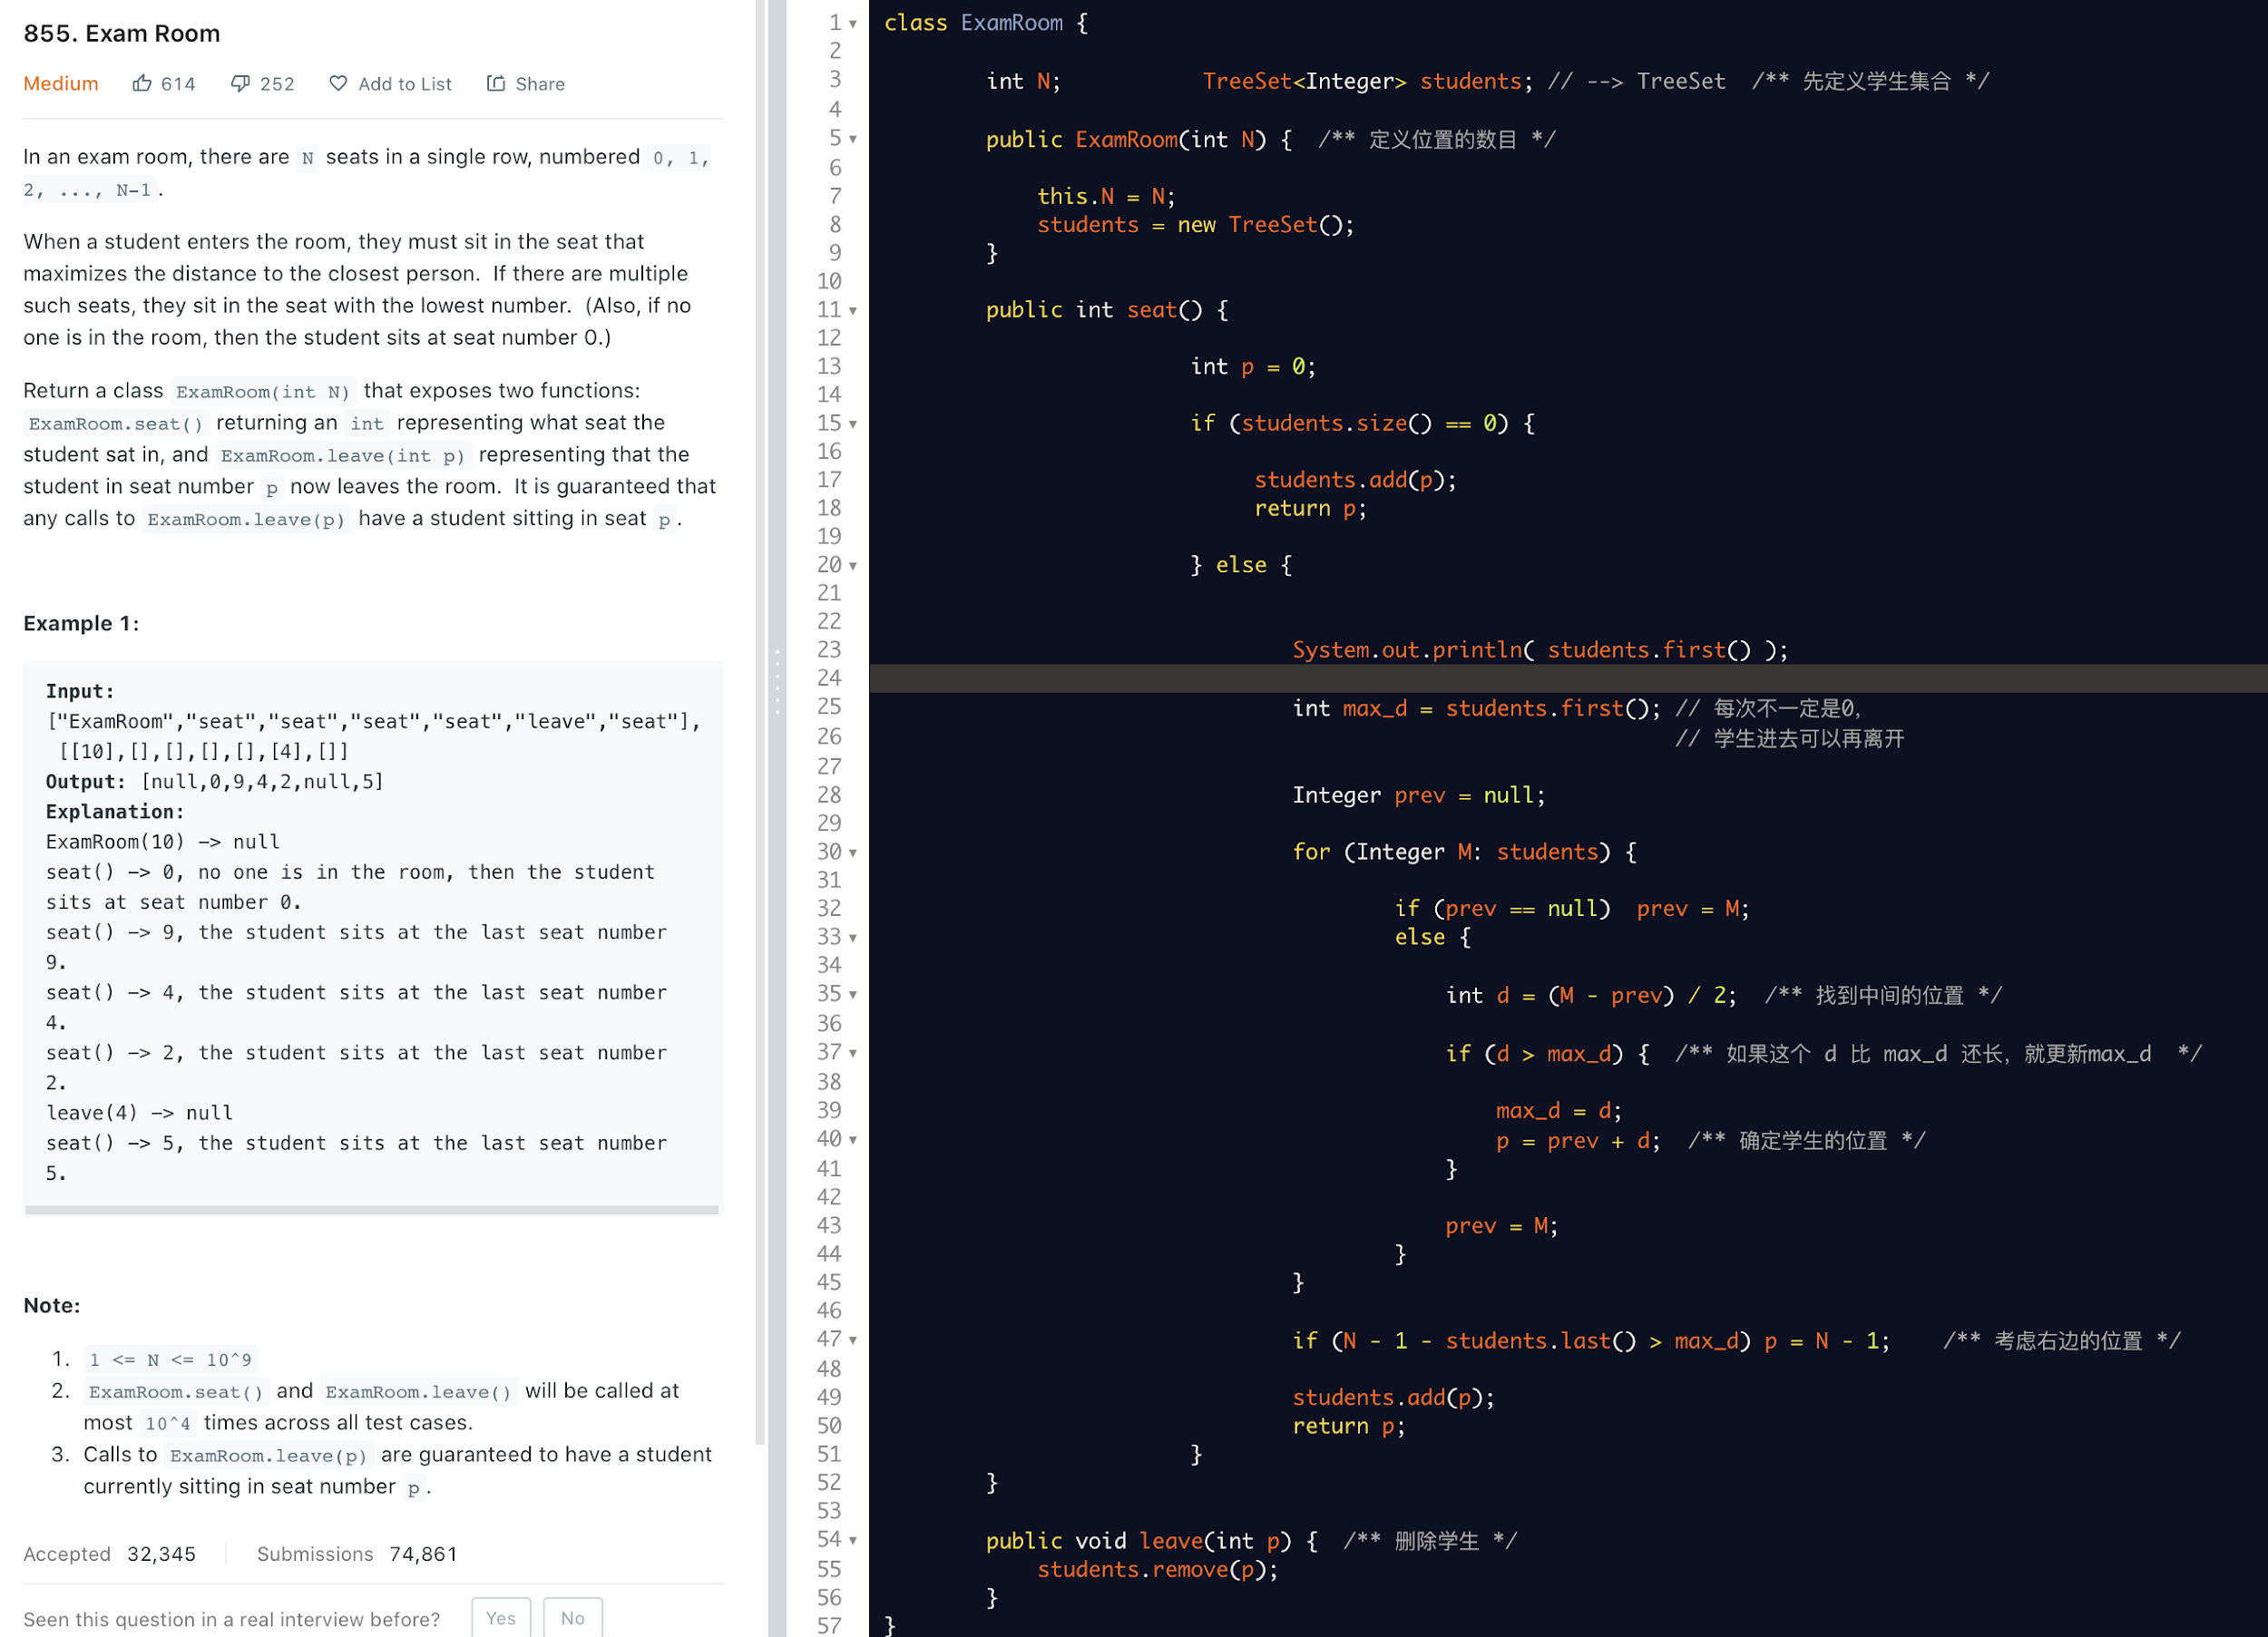 855. Exam Room
Medium 614 252 Add to List Share
In an exam room, there are N seats in a single row, numbered 0, 1,
2, ..., N-1.
When a student enters the room, they must sit in the seat that
maximizes the distance to the closest person. If there are multiple
such seats, they sit in the seat with the lowest number. (Also, if no
one is in the room, then the student sits at seat number 0.)
Return a class ExamRoom(int N) that exposes two functions:
ExamRoom.seat() returning an int representing what seat the
student sat in, and ExamRoom.leave(int p) representing that the
student in seat number p now leaves the room. It is guaranteed that
any calls to ExamRoom.leave(p) have a student sitting in seat p.
Example 1:
Input:
["ExamRoom","seat","seat","seat","seat","leave","seat"],
[[10],[],[],[],[],[4],[]]
Output: [null,0,9,4,2,null,5]
Explanation:
ExamRoom(10) -> null
seat() -> 0, no one is in the room, then the student
sits at seat number 0.
seat() -> 9, the student sits at the last seat number
9.
seat() -> 4, the student sits at the last seat number
4.
seat() -> 2, the student sits at the last seat number
2.
leave(4) -> null
seat() -> 5, the student sits at the last seat number
5.
Note:
1. 1 <= N <= 10^9
2. ExamRoom.seat() and ExamRoom.leave() will be called at
most 10^4 times across all test cases.
3. Calls to ExamRoom.leave(p) are guaranteed to have a student
currently sitting in seat number p.
Accepted 32,345 Submissions 74,861
Seen this question in a real interview before? Yes No
1 class ExamRoom {
2
3 int N; TreeSet<Integer> students; // --> TreeSet /** 先定义学生集合 */
4
5 public ExamRoom(int N) { /** 定义位置的数目 */
6
7 this.N = N;
8 students = new TreeSet();
9 }
10
11 public int seat() {
12
13 int p = 0;
14
15 if (students.size() == 0) {
16
17 students.add(p);
18 return p;
19
20 } else {
21
22
23 System.out.println( students.first() );
24
25 int max_d = students.first(); // 每次不一定是0,
26 // 学生进去可以再离开
27
28 Integer prev = null;
29
30 for (Integer M: students) {
31
32 if (prev == null) prev = M;
33 else {
34
35 int d = (M - prev) / 2; /** 找到中间的位置 */
36
37 if (d > max_d) { /** 如果这个 d 比 max_d 还长, 就更新max_d */
38
39 max_d = d;
40 p = prev + d; /** 确定学生的位置 */
41 }
42
43 prev = M;
44 }
45 }
46
47 if (N - 1 - students.last() > max_d) p = N - 1; /** 考虑右边的位置 */
48
49 students.add(p);
50 return p;
51 }
52 }
53
54 public void leave(int p) { /** 删除学生 */
55 students.remove(p);
56 }
57 }